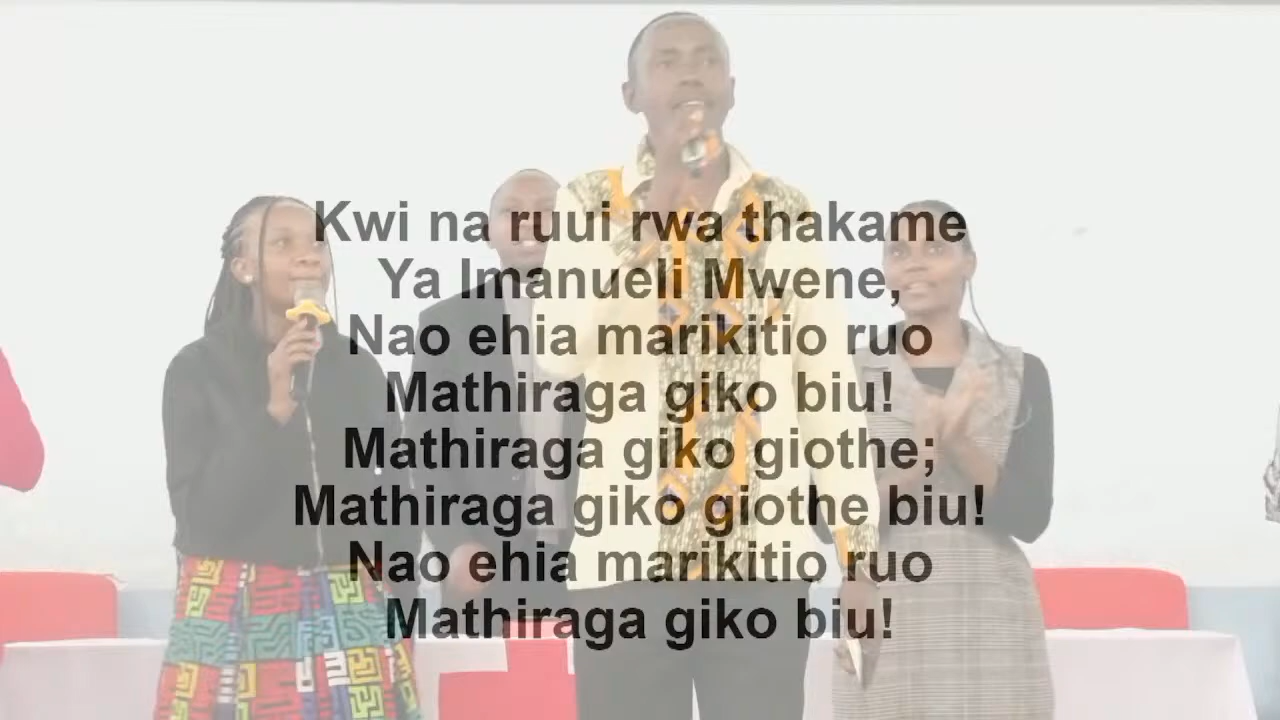 Kwi na ruui rwa thakame
Ya Imanueli Mwene,
Nao ehia marikitio ruo
Mathiraga giko biu!
Mathiraga giko giothe;
Mathiraga giko giothe biu!
Nao ehia marikitio ruo
Mathiraga giko biu!